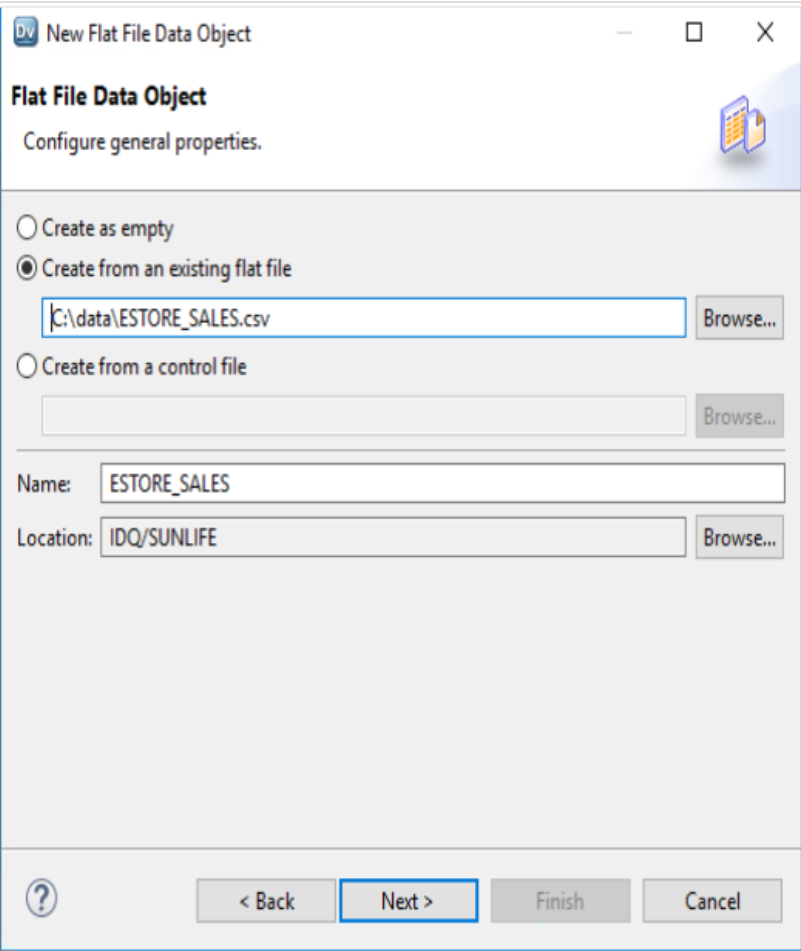 Dv New Flat File Data Object
Flat File Data Object
Configure general properties.
Create as empty
Create from an existing flat file
C:\data\ESTORE_SALES.csv Browse...
Create from a control file
Browse...
Name: ESTORE_SALES
Location: IDQ/SUNLIFE Browse...
? < Back Next > Finish Cancel